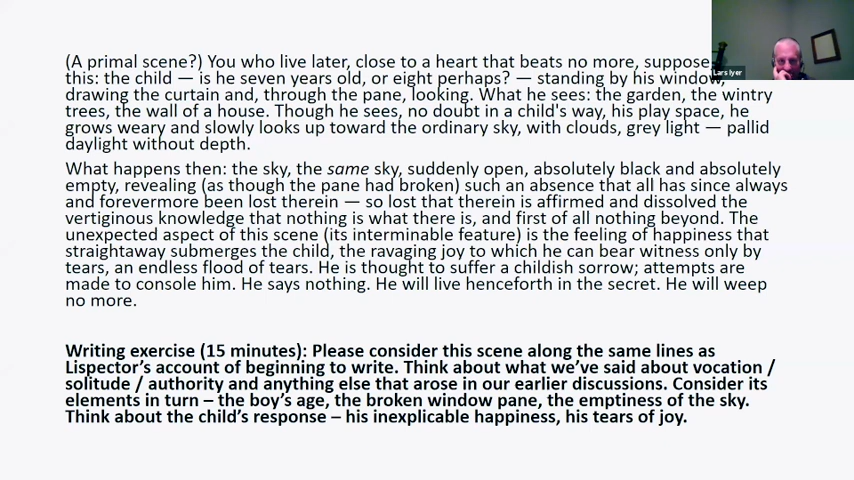 (A primal scene?) You who live later, close to a heart that beats no more, suppose
this: the child — is he seven years old, or eight perhaps? — standing by his window,
drawing the curtain and, through the pane, looking. What he sees: the garden, the wintry
trees, the wall of a house. Though he sees, no doubt in a child's way, his play space, he
grows weary and slowly looks up toward the ordinary sky, with clouds, grey light — pallid
daylight without depth.
What happens then: the sky, the same sky, suddenly open, absolutely black and absolutely
empty, revealing (as though the pane had broken) such an absence that all has since always
and forevermore been lost therein — so lost that therein is affirmed and dissolved the
vertiginous knowledge that nothing is what there is, and first of all nothing beyond. The
unexpected aspect of this scene (its interminable feature) is the feeling of happiness that
straightaway submerges the child, the ravaging joy to which he can bear witness only by
tears, an endless flood of tears. He is thought to suffer a childish sorrow; attempts are
made to console him. He says nothing. He will live henceforth in the secret. He will weep
no more.
Writing exercise (15 minutes): Please consider this scene along the same lines as
Lispector's account of beginning to write. Think about what we've said about vocation /
solitude / authority and anything else that arose in our earlier discussions. Consider its
elements in turn – the boy's age, the broken window pane, the emptiness of the sky.
Think about the child's response – his inexplicable happiness, his tears of joy.
Lars Iyer